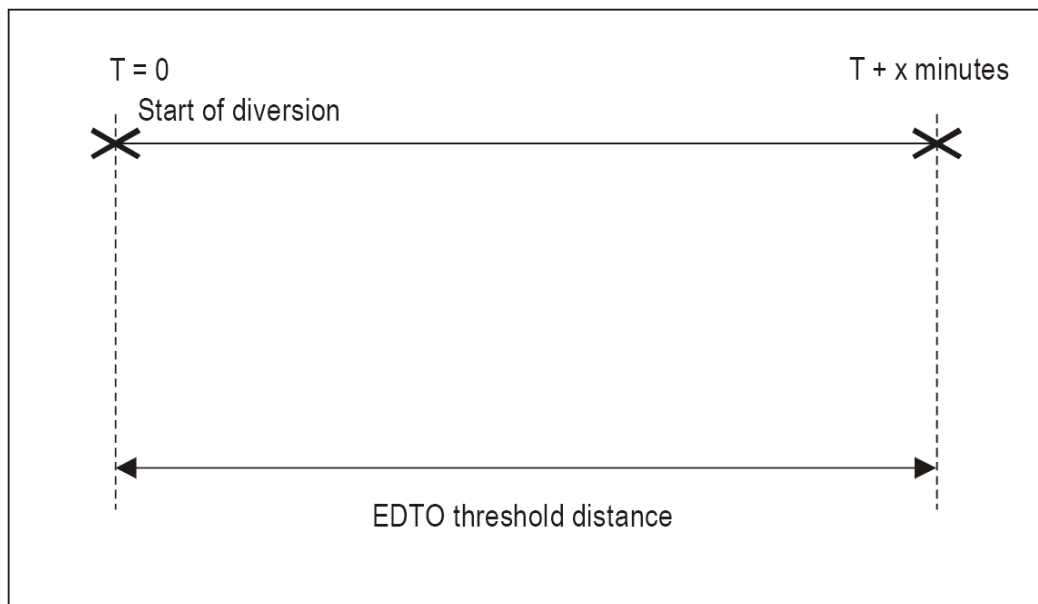 T = 0
T + x minutes
Start of diversion
EDTO threshold distance